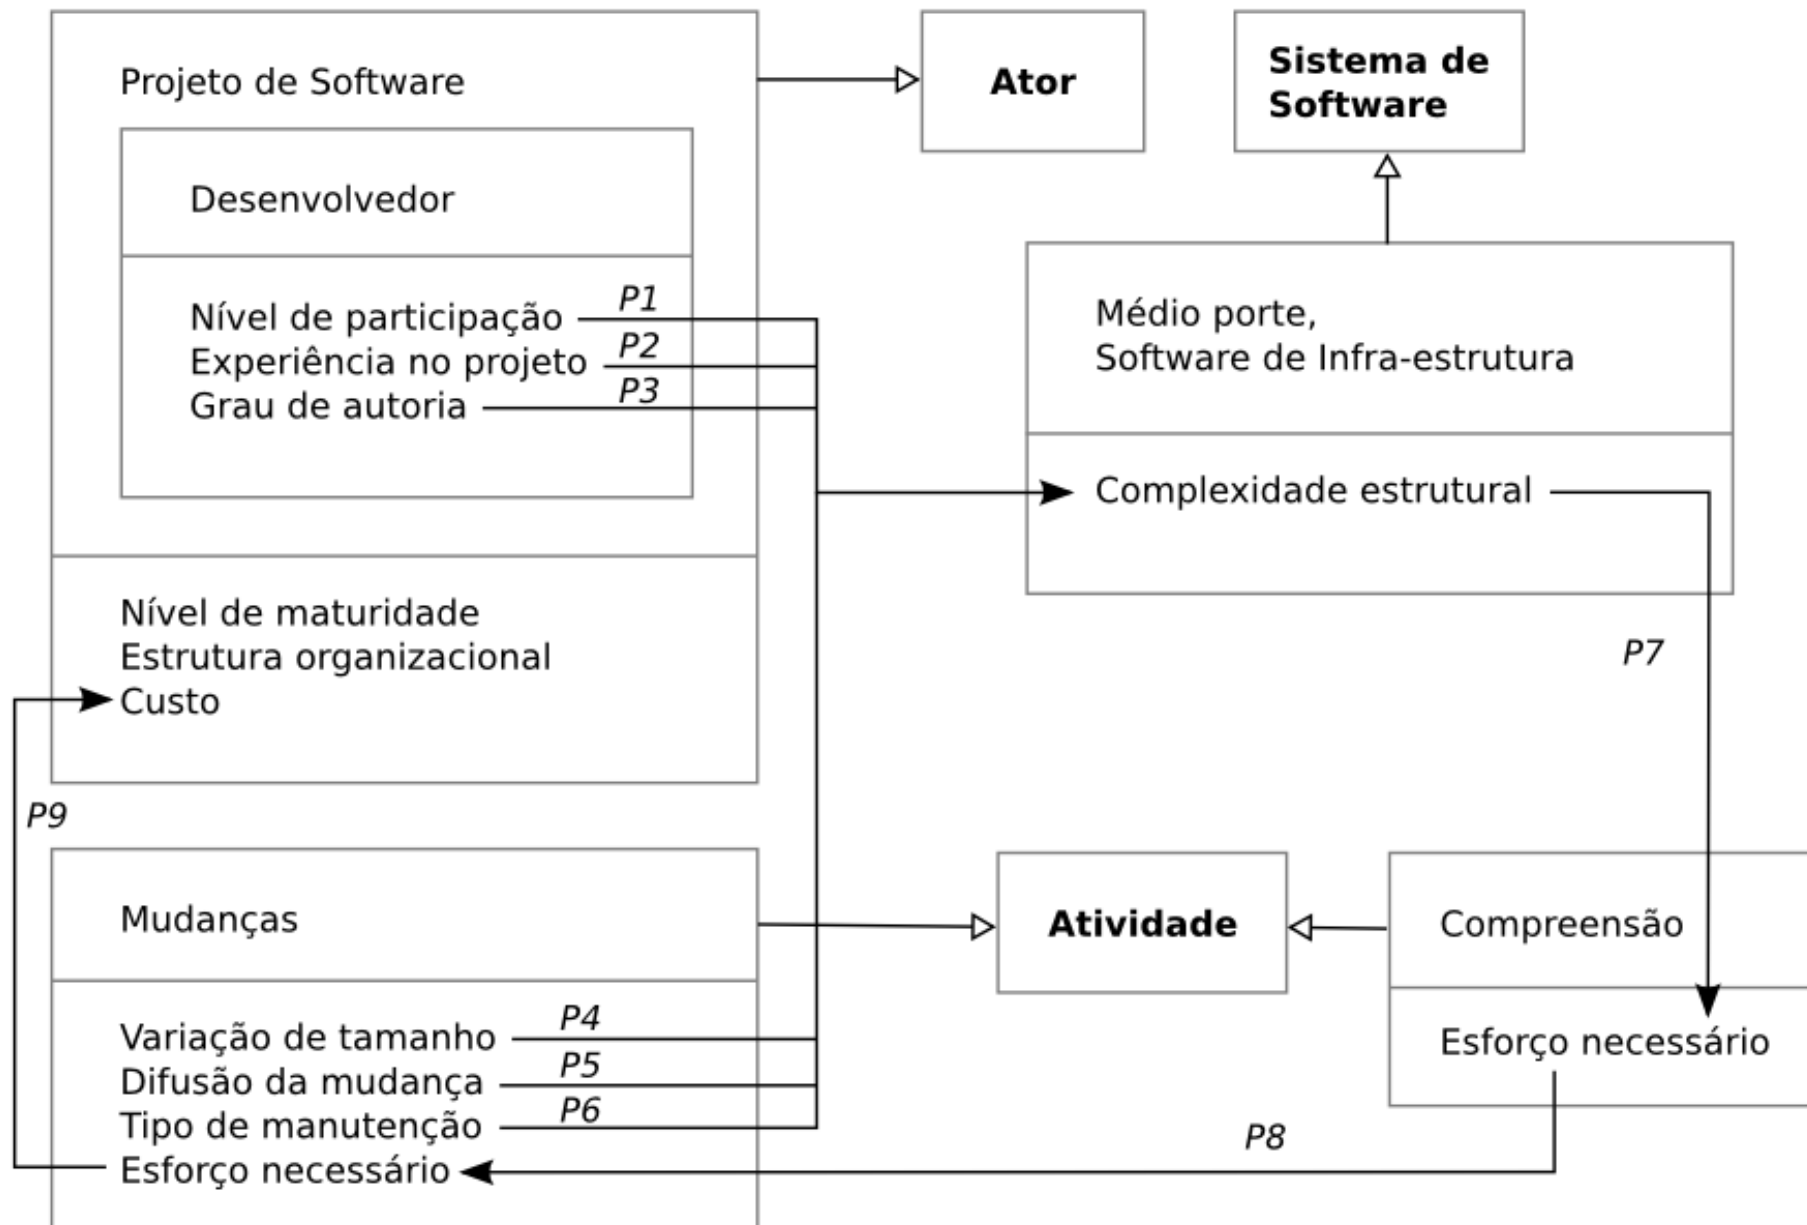 Projeto de Software
Ator
Sistema de
Software
Desenvolvedor
Nível de participação
P1
Experiência no projeto
P2
Grau de autoria
P3
Médio porte,
Software de Infra-estrutura
Complexidade estrutural
Nível de maturidade
Estrutura organizacional
Custo
P7
P9
Mudanças
Atividade
Compreensão
Variação de tamanho
P4
Difusão da mudança
P5
Tipo de manutenção
P6
Esforço necessário
Esforço necessário
P8